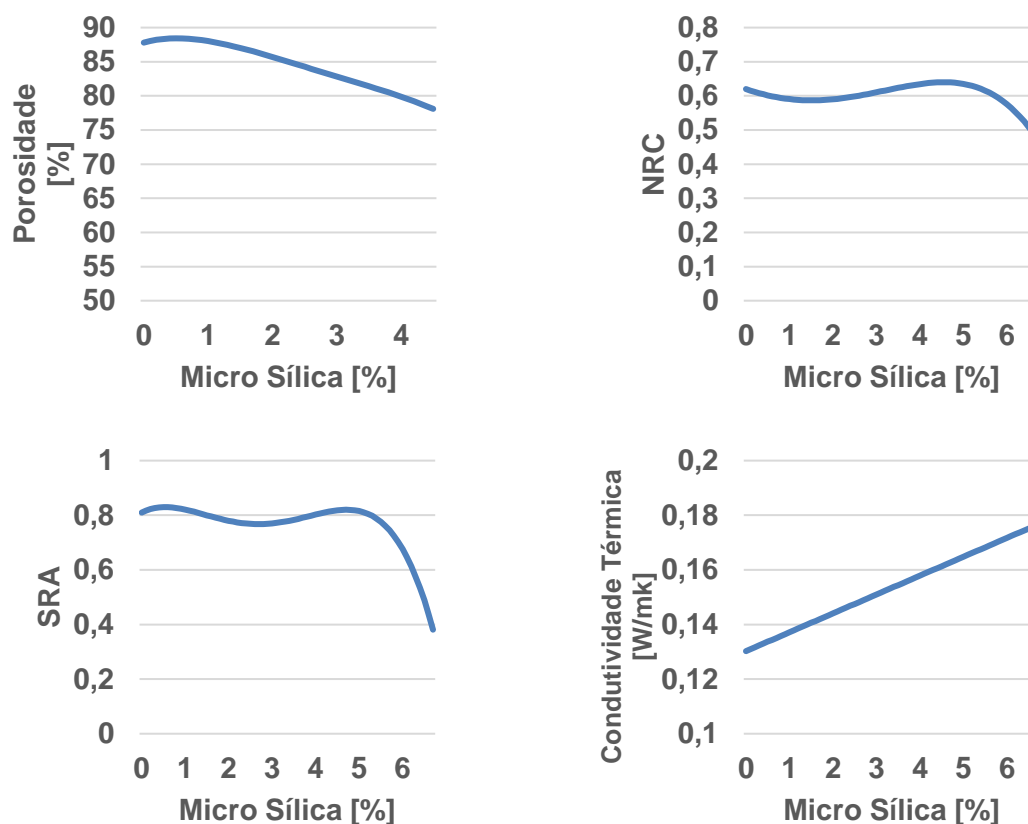 Porosidade
[%]
90
85
80
75
70
65
60
55
50
0 1 2 3 4
Micro Sílica [%]
NRC
0,8
0,7
0,6
0,5
0,4
0,3
0,2
0,1
0
0 1 2 3 4 5 6
Micro Sílica [%]
SRA
1
0,8
0,6
0,4
0,2
0
0 1 2 3 4 5 6
Micro Sílica [%]
Condutividade Térmica
[W/mk]
0,2
0,18
0,16
0,14
0,12
0,1
0 1 2 3 4 5 6
Micro Sílica [%]